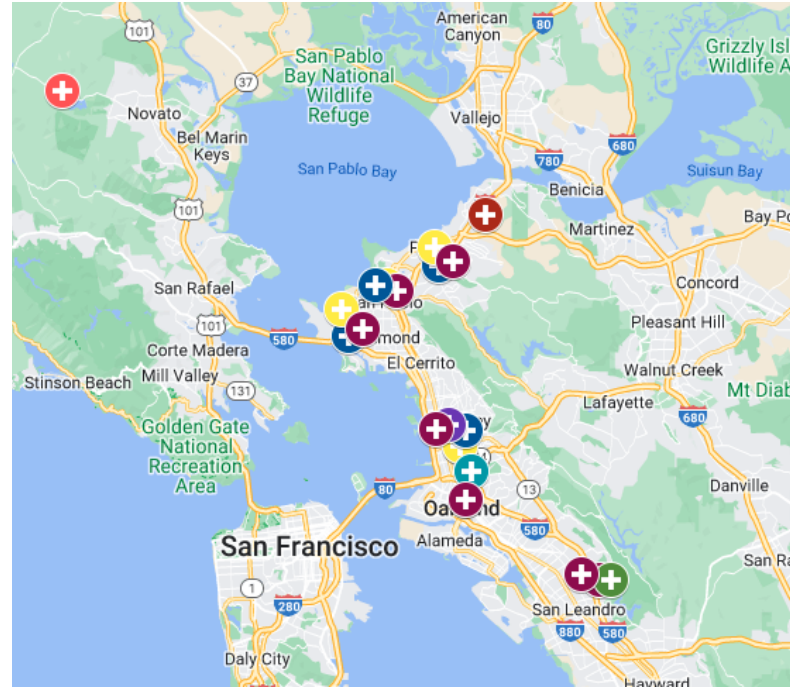 101
American
Canyon
80
San Pablo
Bay National
Wildlife
Refuge
Grizzly Isl
Wildlife A
37
Novato
Vallejo
Bel Marin
Keys
680
780
San Pablo Bay
Suisun Bay
Benicia
101
Martinez
Bay Po
P
San Rafael
Concord
101
580
mond
Pleasant Hill
Corte Madera
El Cerrito
Mill Valley
Walnut Creek
Stinson Beach
131
Lafayette
Mt Diab
680
Golden Gate
National
Recreation
Area
ey
80
13
Danville
Oakland
580
San Francisco
Alameda
San Ra
1
280
San Leandro
880
580
Daly City
Hayward